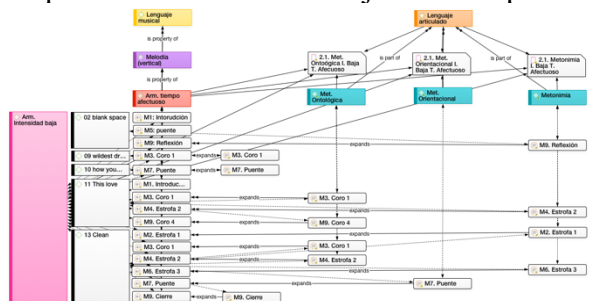 Lenguaje
musical
is property of
Melodía
(vertical)
is property of
Arm. tiempo
afectuoso
Lenguaje
articulado
is part of
is part of
is part of
2.1. Met.
Ontológica I. Baja
T. Afectuoso
2.1. Met.
Orientacional I.
Baja T. Afectuoso
2.1. Metonimia
I. Baja T.
Afectuoso
Met.
Ontológica
Met.
Orientacional
Metonimia
Arm.
Intensidad baja
02 blank space
M1: Intorudción
M5: puente
M9: Reflexión
expands
M9. Reflexión
09 wildest dr...
M3. Coro 1
expands
M3. Coro 1
10 how you...
M7. Puente
expands
M7. Puente
11 This love
M1. Introduc...
M3. Coro 1
expands
M3. Coro 1
M4. Estrofa 2
expands
M4. Estrofa 2
M9. Coro 4
expands
M9. Coro 4
13 Clean
M2. Estrofa 1
expands
M2. Estrofa 1
M3. Coro 1
expands
M3. Coro 1
M4. Estrofa 2
expands
M4. Estrofa 2
M6. Estrofa 3
expands
M6. Estrofa 3
M7. Puente
M7. Puente
M9. Cierre
expands
M9. Cierre